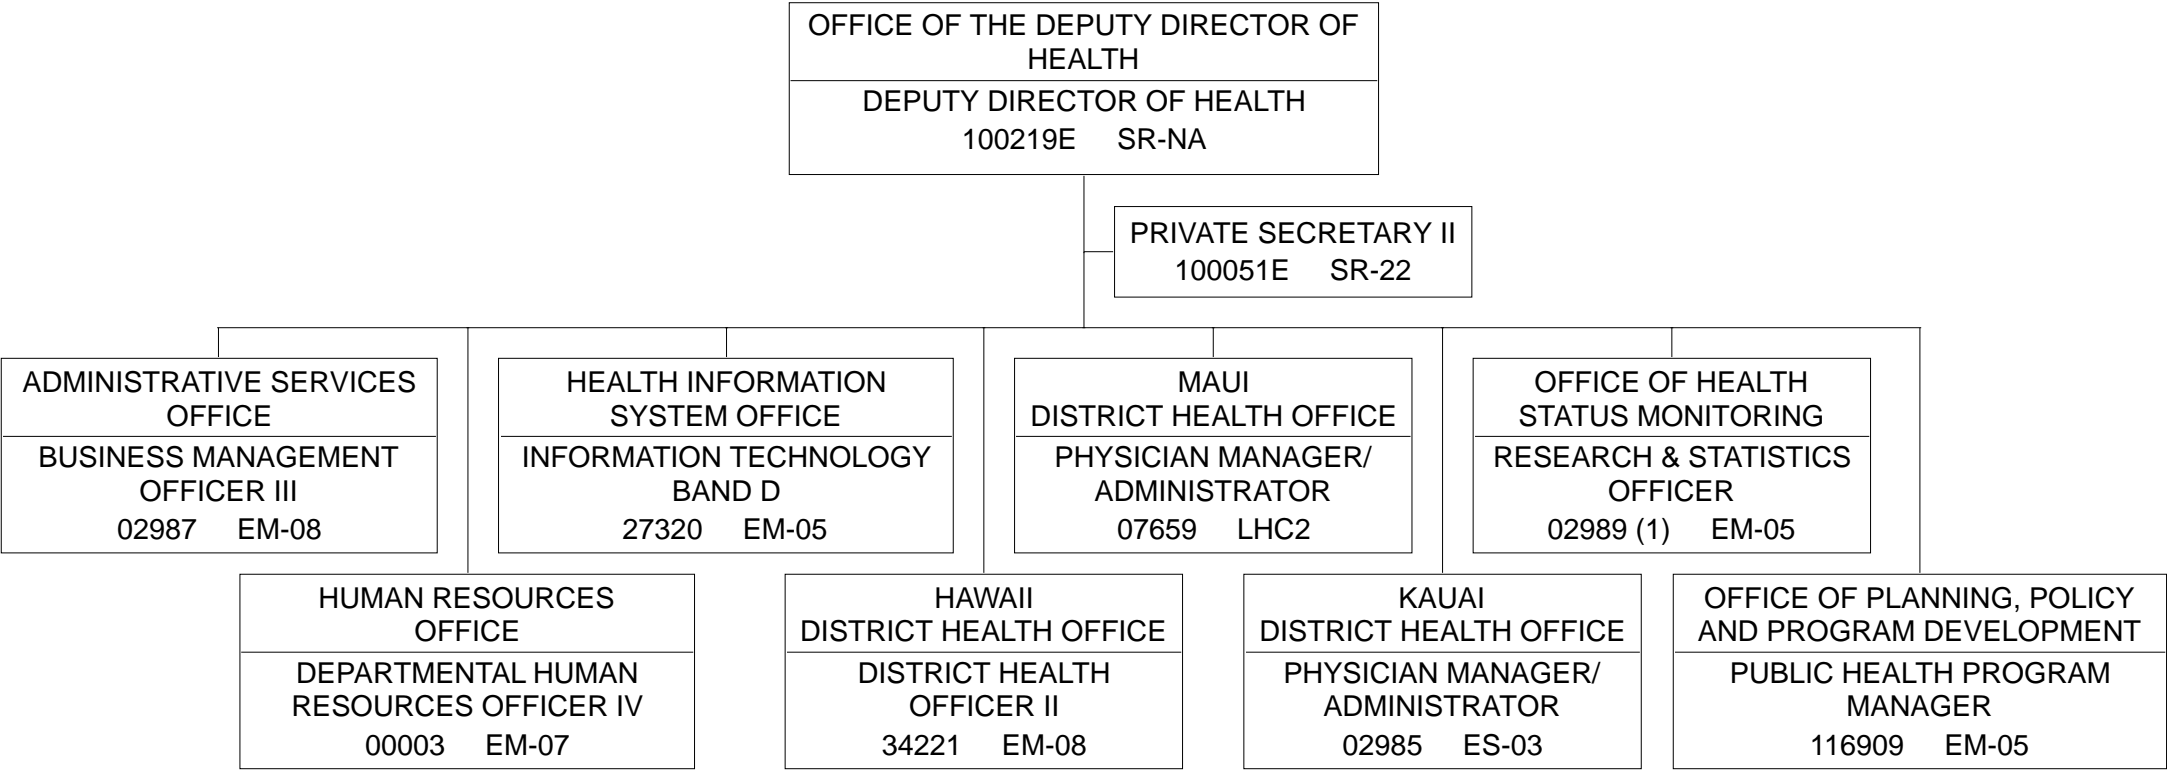 OFFICE OF THE DEPUTY DIRECTOR OF
HEALTH
DEPUTY DIRECTOR OF HEALTH
100219E SR-NA
PRIVATE SECRETARY II
100051E SR-22
ADMINISTRATIVE SERVICES
OFFICE
BUSINESS MANAGEMENT
OFFICER III
02987 EM-08
HEALTH INFORMATION
SYSTEM OFFICE
INFORMATION TECHNOLOGY
BAND D
27320 EM-05
MAUI
DISTRICT HEALTH OFFICE
PHYSICIAN MANAGER/
ADMINISTRATOR
07659 LHC2
OFFICE OF HEALTH
STATUS MONITORING
RESEARCH & STATISTICS
OFFICER
02989 (1) EM-05
HUMAN RESOURCES
OFFICE
DEPARTMENTAL HUMAN
RESOURCES OFFICER IV
00003 EM-07
HAWAII
DISTRICT HEALTH OFFICE
DISTRICT HEALTH
OFFICER II
34221 EM-08
KAUAI
DISTRICT HEALTH OFFICE
PHYSICIAN MANAGER/
ADMINISTRATOR
02985 ES-03
OFFICE OF PLANNING, POLICY
AND PROGRAM DEVELOPMENT
PUBLIC HEALTH PROGRAM
MANAGER
116909 EM-05